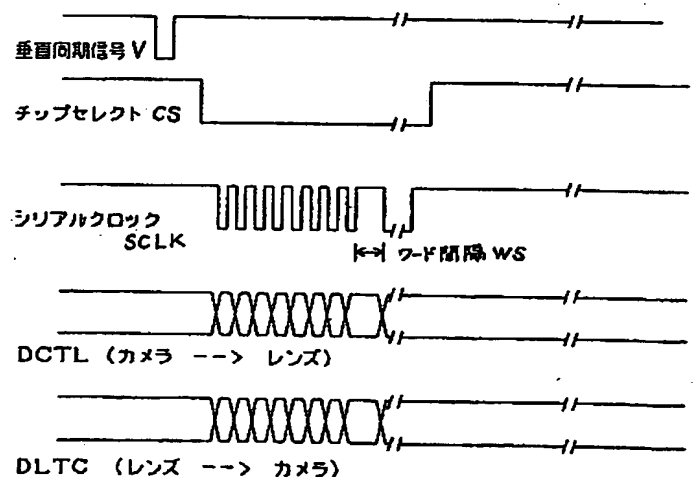 垂直同期信号 V
チップセレクト CS
シリアルクロック
SCLK
ワード間隔 WS
DCTL (カメラ --> レンズ)
DLTC (レンズ --> カメラ)